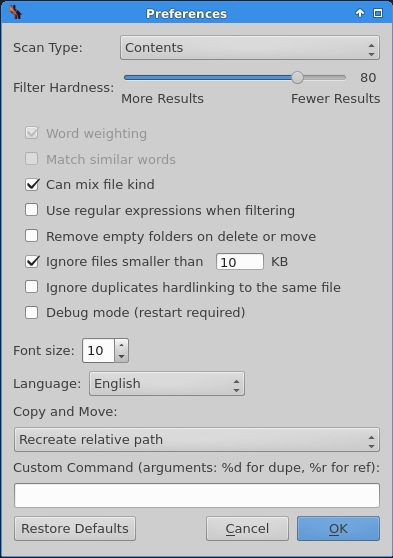 Preferences
Scan Type: Contents
Filter Hardness: 80
More Results Fewer Results
Word weighting
Match similar words
Can mix file kind
Use regular expressions when filtering
Remove empty folders on delete or move
Ignore files smaller than 10 KB
Ignore duplicates hardlinking to the same file
Debug mode (restart required)
Font size: 10
Language: English
Copy and Move:
Recreate relative path
Custom Command (arguments: %d for dupe, %r for ref):
Restore Defaults Cancel OK